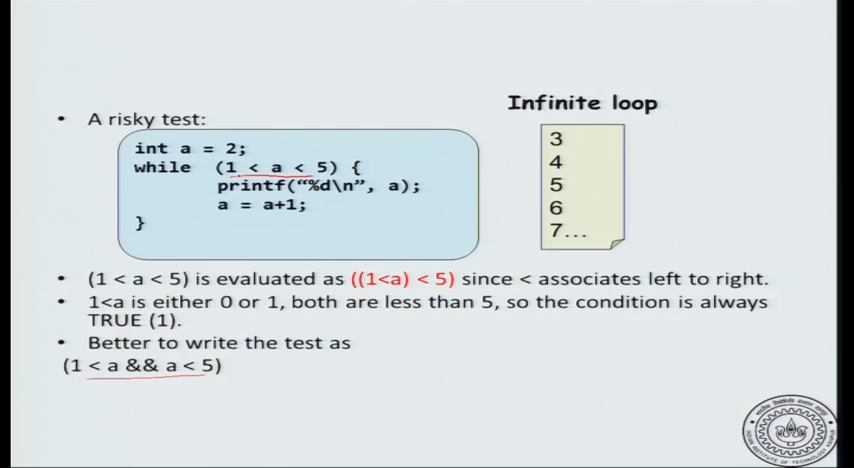 Infinite loop
• A risky test:
int a = 2;
while (1 < a < 5) {
printf(“%d\n”, a);
a = a+1;
}
3
4
5
6
7...
• (1 < a < 5) is evaluated as ((1<a) < 5) since < associates left to right.
• 1<a is either 0 or 1, both are less than 5, so the condition is always
TRUE (1).
• Better to write the test as
(1 < a && a < 5)